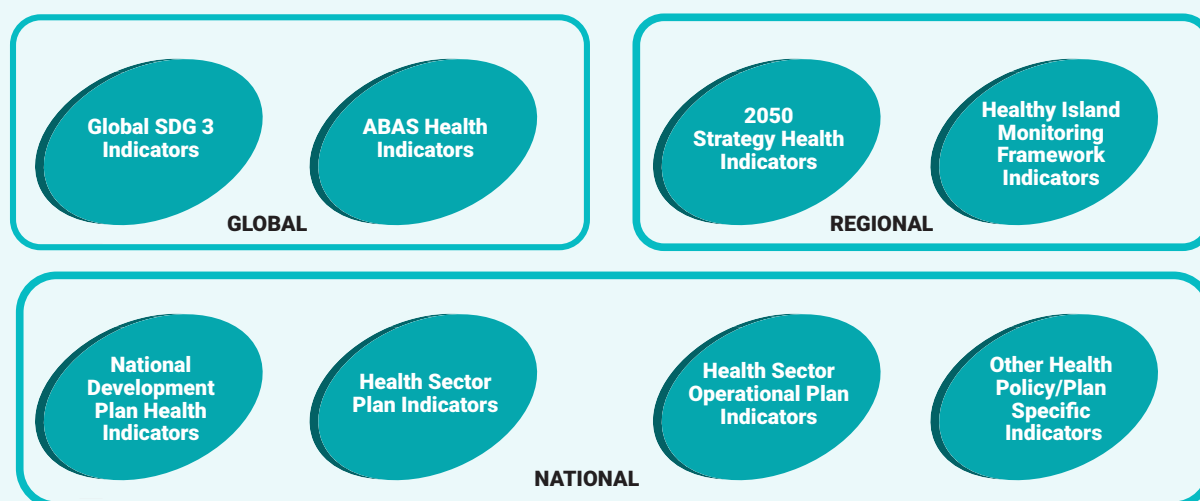 Global SDG 3
Indicators
ABAS Health
Indicators
GLOBAL
2050
Strategy Health
Indicators
Healthy Island
Monitoring
Framework
Indicators
REGIONAL
National
Development
Plan Health
Indicators
Health Sector
Plan Indicators
Health Sector
Operational Plan
Indicators
Other Health
Policy/Plan
Specific
Indicators
NATIONAL